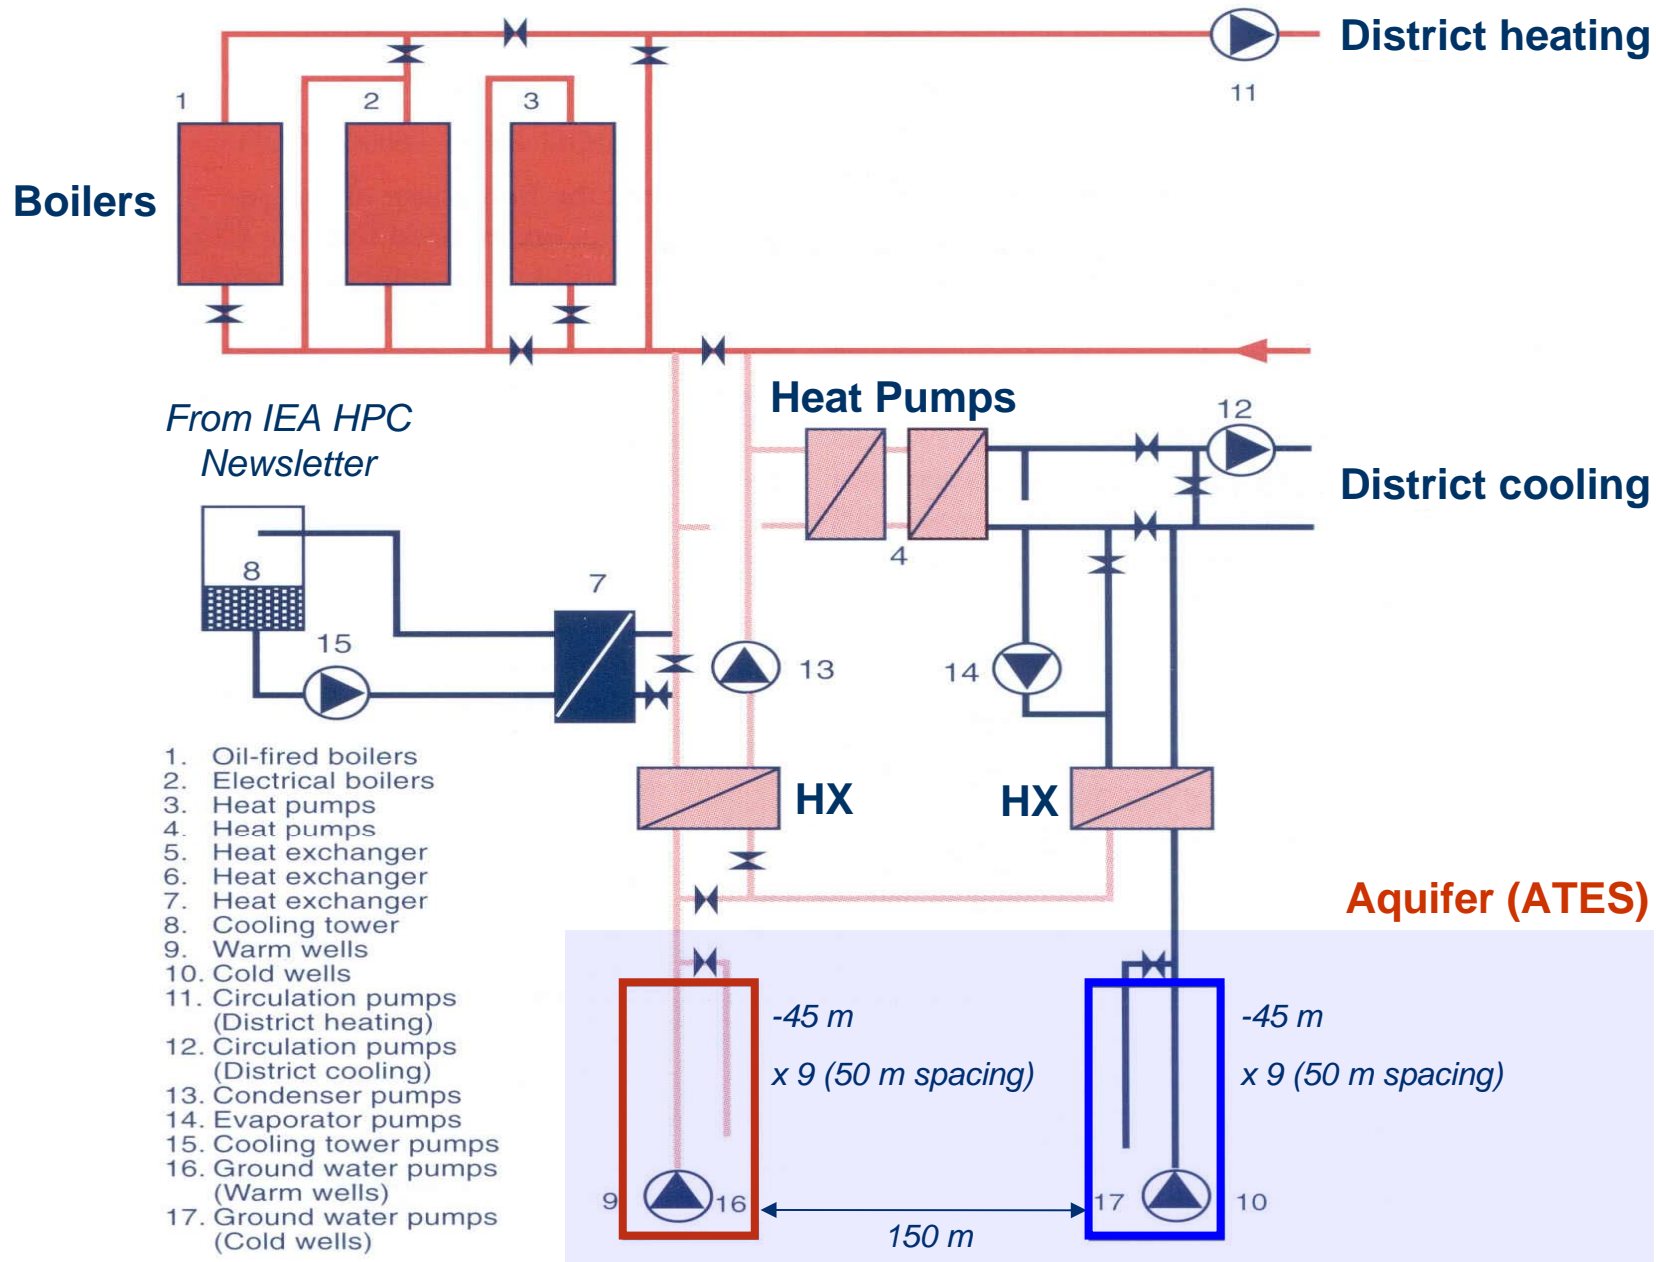 District heating
11
1
2
3
Boilers
Heat Pumps
12
From IEA HPC
Newsletter
District cooling
4
8
7
15
13
14
1. Oil-fired boilers
2. Electrical boilers
3. Heat pumps
4. Heat pumps
5. Heat exchanger
6. Heat exchanger
7. Heat exchanger
8. Cooling tower
9. Warm wells
10. Cold wells
11. Circulation pumps
(District heating)
12. Circulation pumps
(District cooling)
13. Condenser pumps
14. Evaporator pumps
15. Cooling tower pumps
16. Ground water pumps
(Warm wells)
17. Ground water pumps
(Cold wells)
HX
HX
Aquifer (ATES)
-45 m
x 9 (50 m spacing)
-45 m
x 9 (50 m spacing)
9
16
17
10
150 m